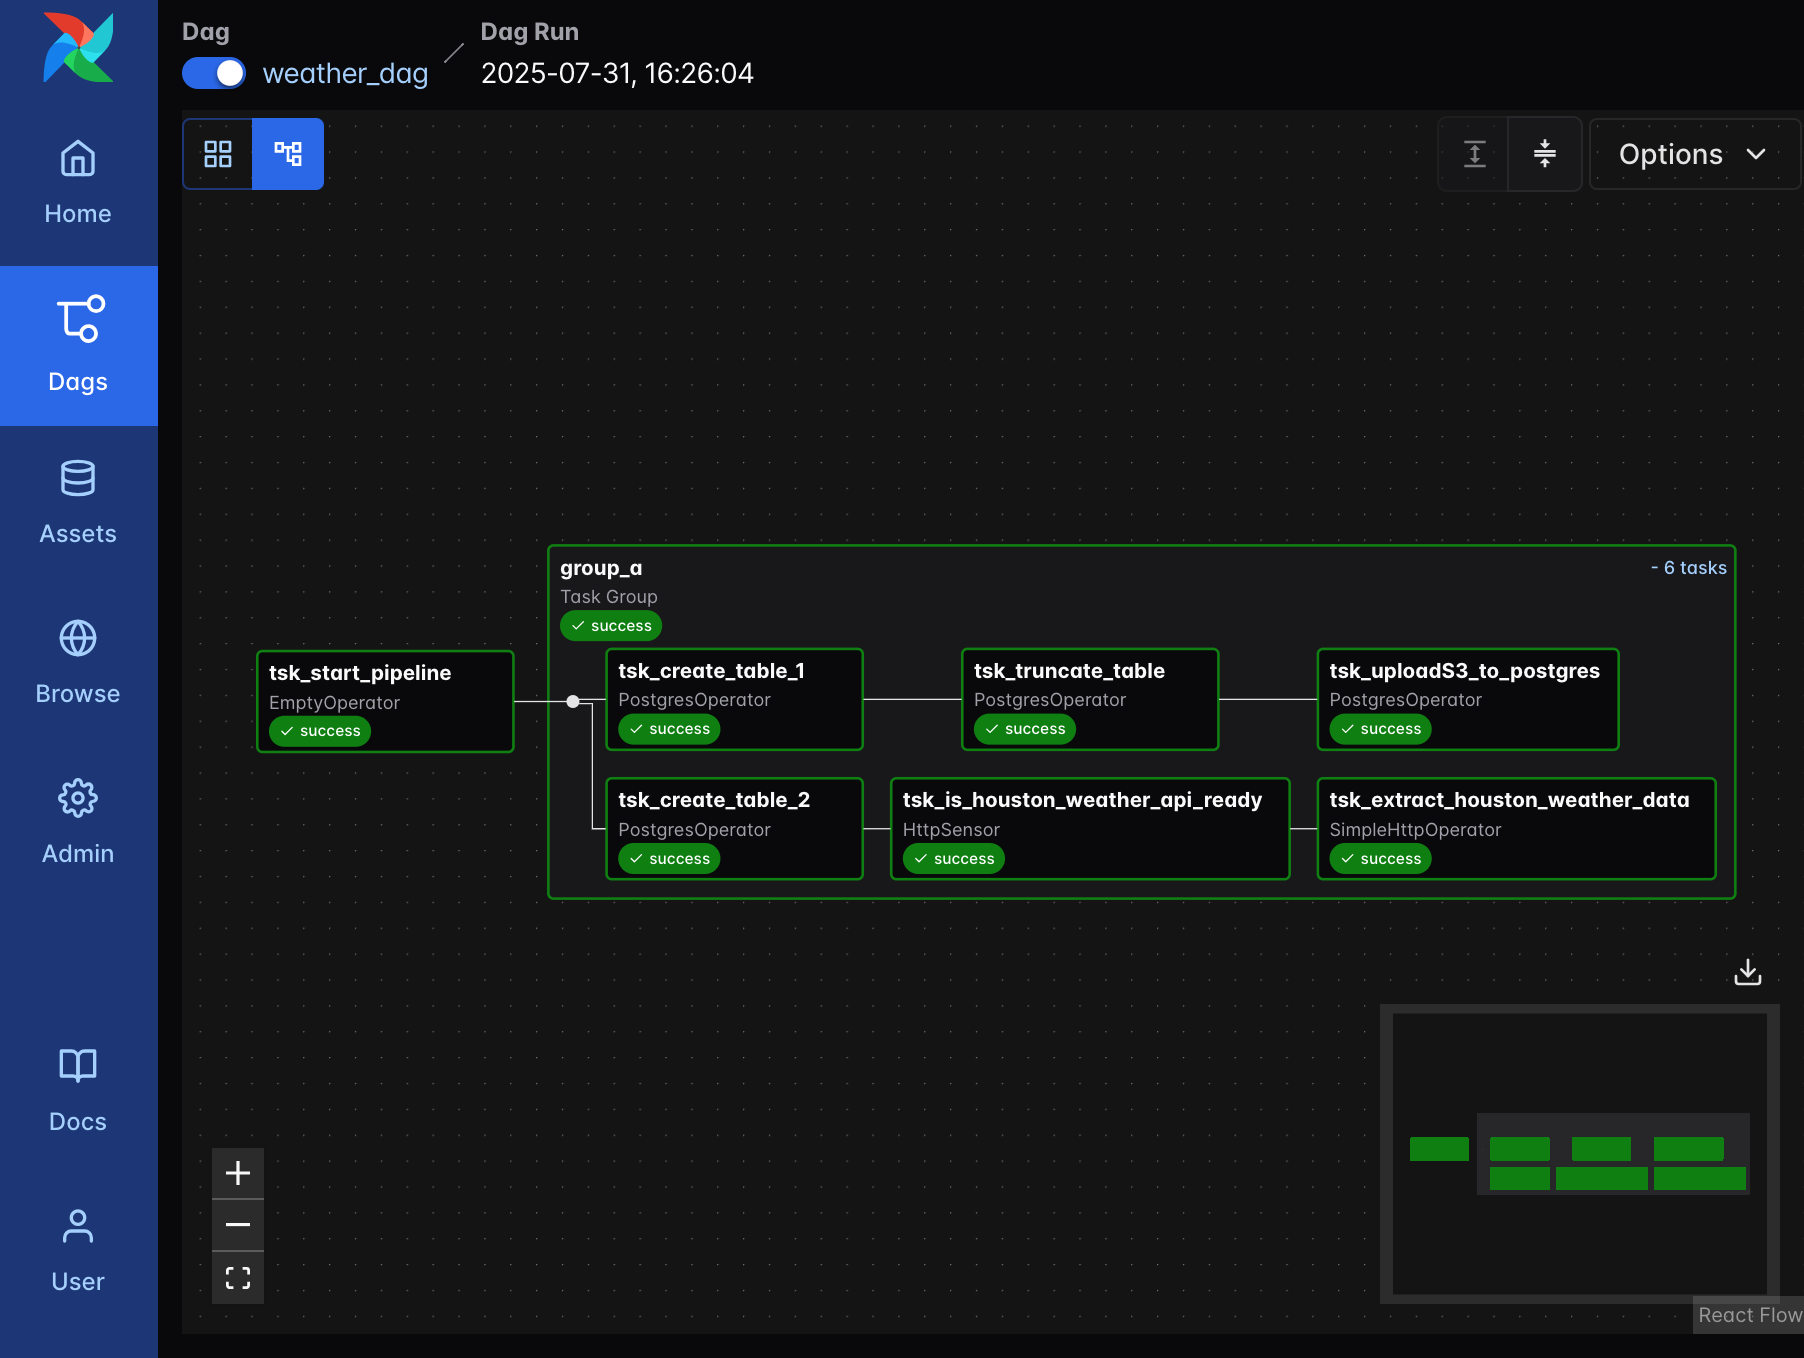 Dag
weather_dag
Dag Run
2025-07-31, 16:26:04
Home
Dags
Assets
Browse
Admin
Docs
User
Options
group_a
- 6 tasks
Task Group
success
tsk_start_pipeline
EmptyOperator
success
tsk_create_table_1
PostgresOperator
success
tsk_truncate_table
PostgresOperator
success
tsk_uploadS3_to_postgres
PostgresOperator
success
tsk_create_table_2
PostgresOperator
success
tsk_is_houston_weather_api_ready
HttpSensor
success
tsk_extract_houston_weather_data
SimpleHttpOperator
success
React Flow